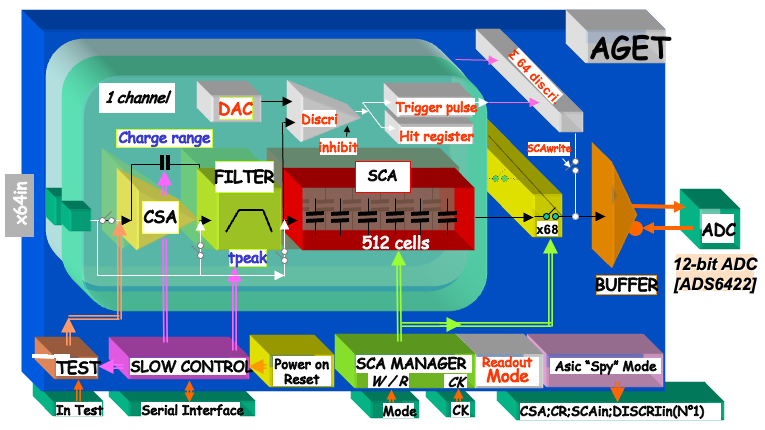 AGET
Σ 64 discri
1 channel
DAC
Discri
Trigger pulse
Hit register
inhibit
Charge range
SCAwrite
x64in
CSA
FILTER
SCA
512 cells
tpeak
x68
BUFFER
ADC
12-bit ADC
[ADS6422]
TEST
SLOW CONTROL
Power on
Reset
SCA MANAGER
W / R
CK
Readout
Mode
Asic "Spy" Mode
In Test
Serial Interface
Mode
CK
CSA;CR;SCAin;DISCRIin(N°1)